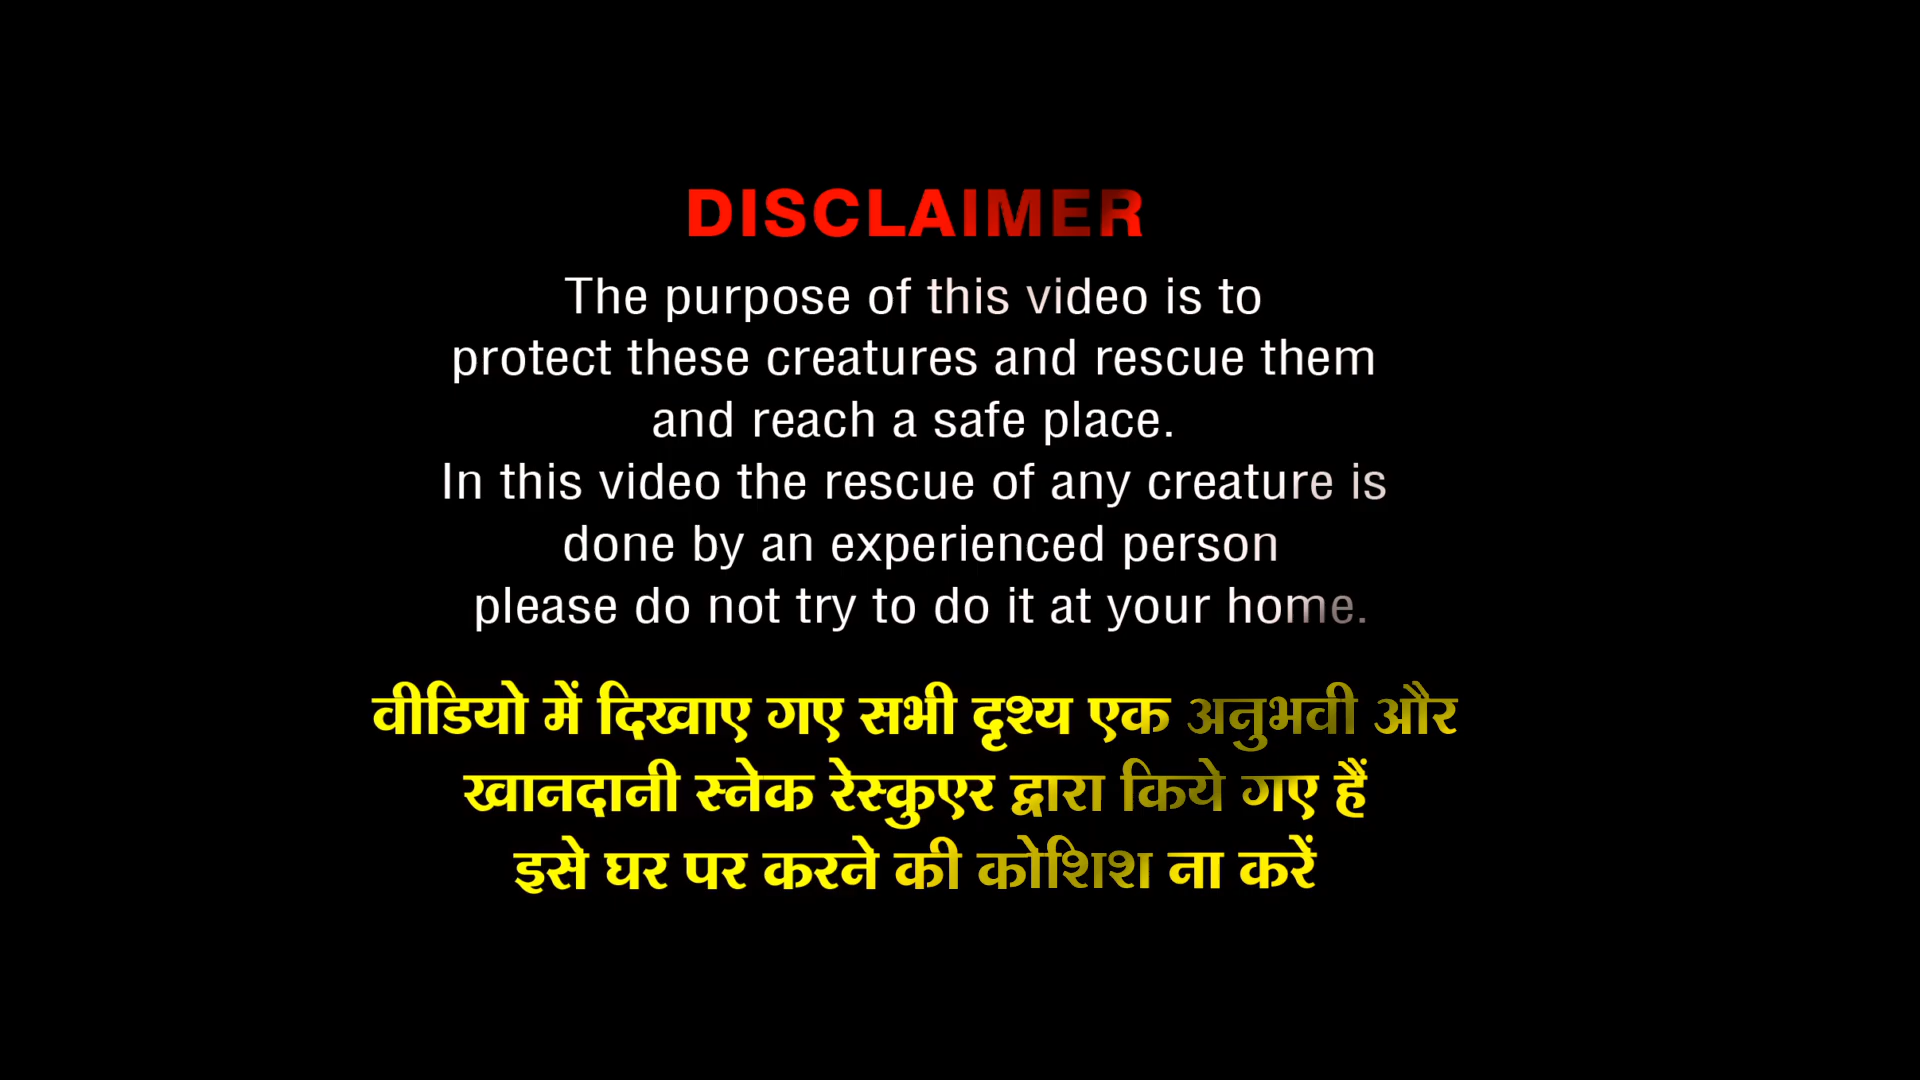 DISCLAIMER
The purpose of this video is to
protect these creatures and rescue them
and reach a safe place.
In this video the rescue of any creature is
done by an experienced person
please do not try to do it at your home.
वीडियो में दिखाए गए सभी दृश्य एक अनुभवी और
खानदानी स्नेक रेस्कुएर द्वारा किये गए हैं
इसे घर पर करने की कोशिश ना करें